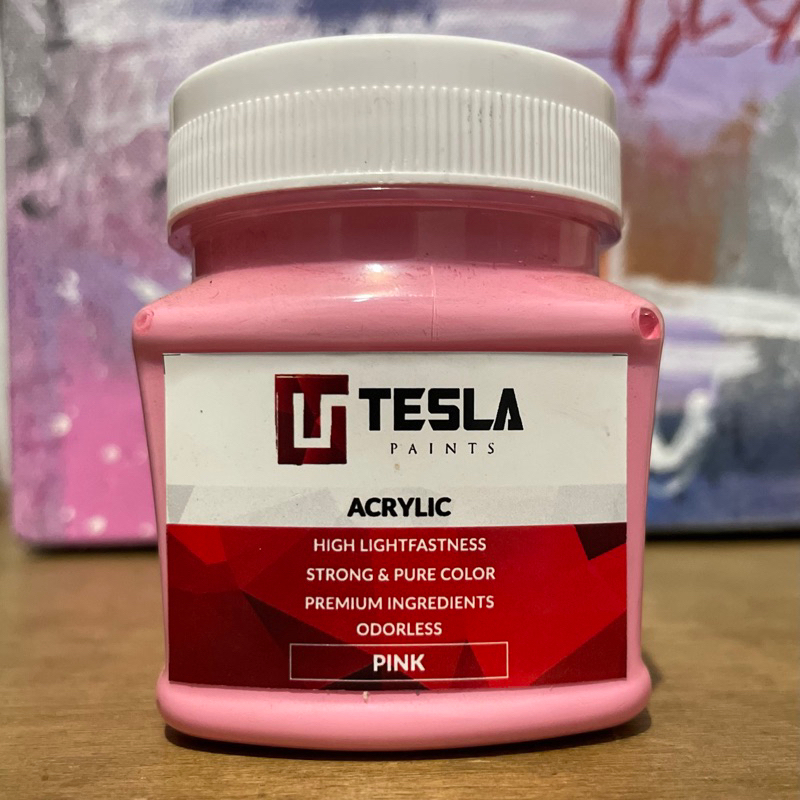 TESLA
PAINTS
ACRYLIC
HIGH LIGHTFASTNESS
STRONG & PURE COLOR
PREMIUM INGREDIENTS
ODORLESS
PINK